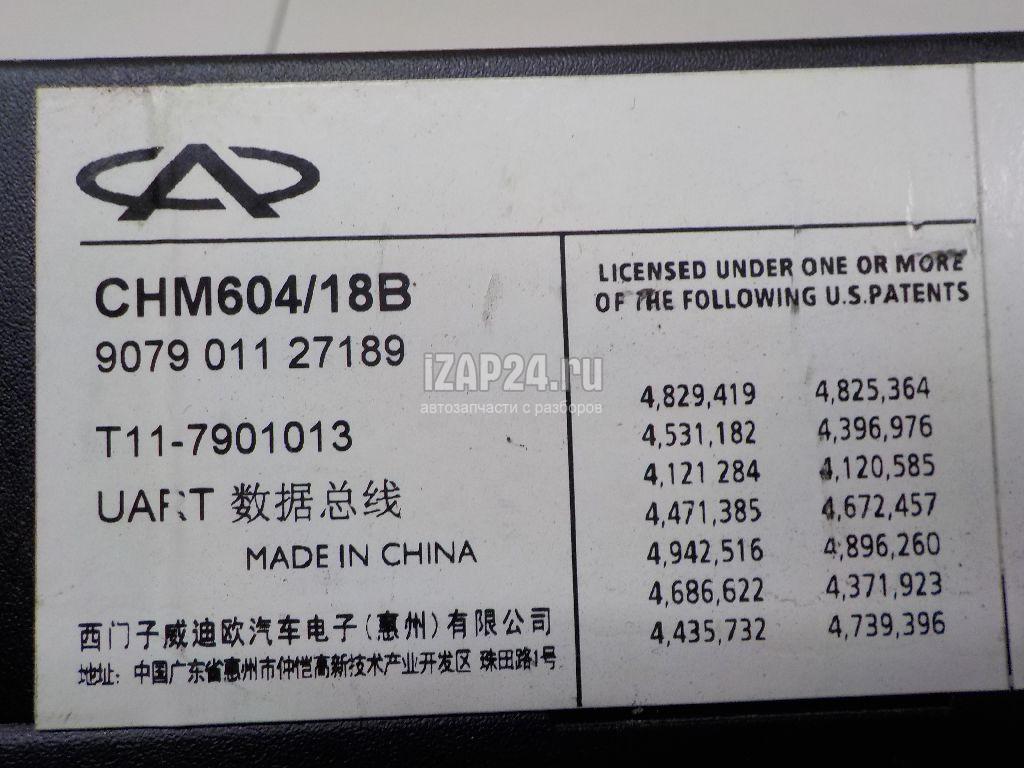 CHM604/18B
9079 011 27189
T11-7901013
UART 数据总线
MADE IN CHINA
西门子威迪欧汽车电子(惠州)有限公司
地址: 中国广东省惠州市仲恺高新技术产业开发区 珠田路1号
LICENSED UNDER ONE OR MORE
OF THE FOLLOWING U.S.PATENTS
4,829,419 4,825,364
4,531,182 4,396,976
4,121 284 4,120,585
4,471,385 4,672,457
4,942,516 4,896,260
4,686,622 4,371,923
4,435,732 4,739,396
iZAP24.ru
автозапчасти с разборов